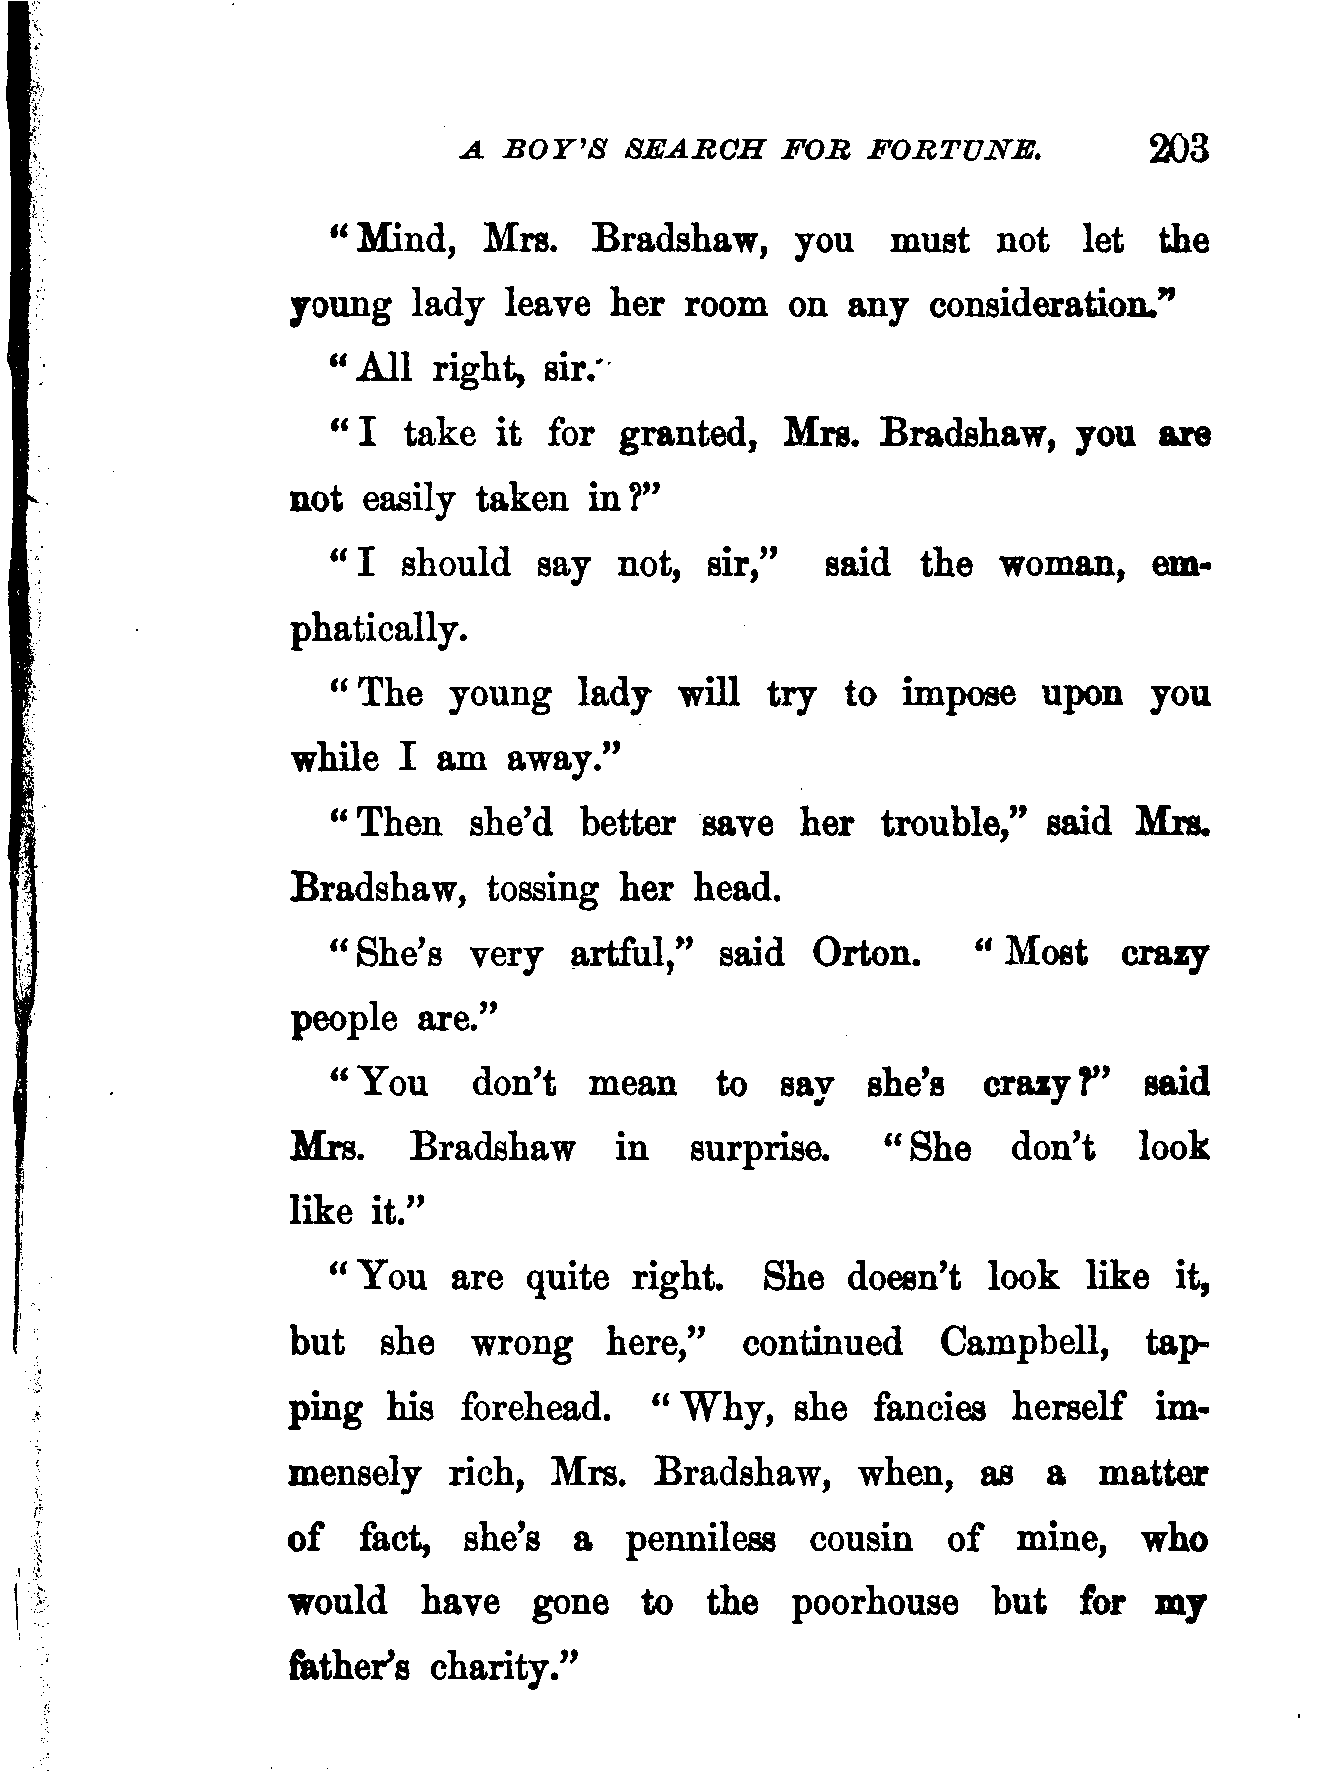 A BOY'S SEARCH FOR FORTUNE. 203
"Mind, Mrs. Bradshaw, you must not let the
young lady leave her room on any consideration."
"All right, sir."
"I take it for granted, Mrs. Bradshaw, you are
not easily taken in?"
"I should say not, sir," said the woman, em-
phatically.
"The young lady will try to impose upon you
while I am away."
"Then she'd better save her trouble," said Mrs.
Bradshaw, tossing her head.
"She's very artful," said Orton. "Most crazy
people are."
"You don't mean to say she's crazy?" said
Mrs. Bradshaw in surprise. "She don't look
like it."
"You are quite right. She doesn't look like it,
but she wrong here," continued Campbell, tap-
ping his forehead. "Why, she fancies herself im-
mensely rich, Mrs. Bradshaw, when, as a matter
of fact, she's a penniless cousin of mine, who
would have gone to the poorhouse but for my
father's charity."